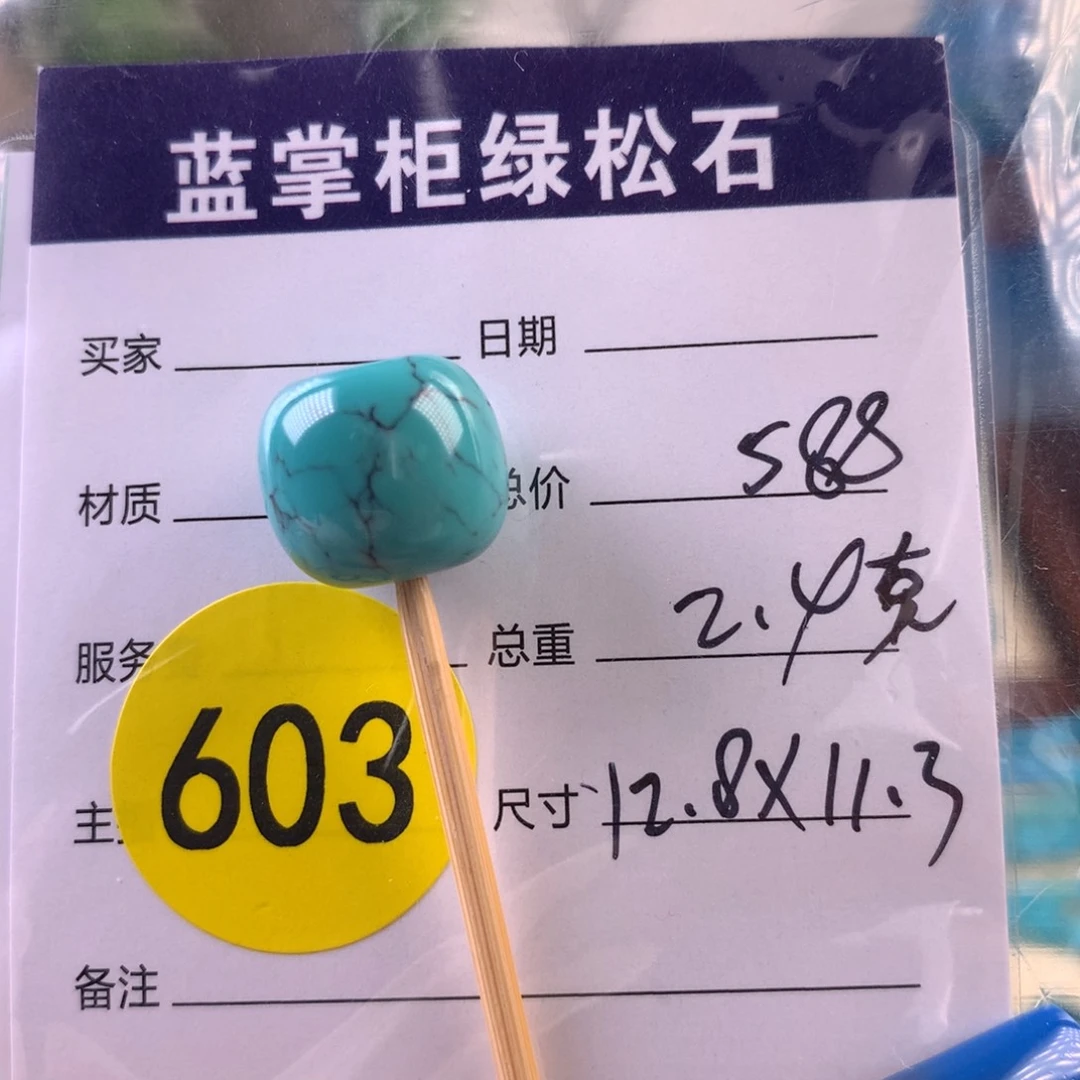 蓝掌柜绿松石
买家 日期
材质 总价 588
服务 总重 2.4克
603
主 尺寸 12.8X11.3
备注